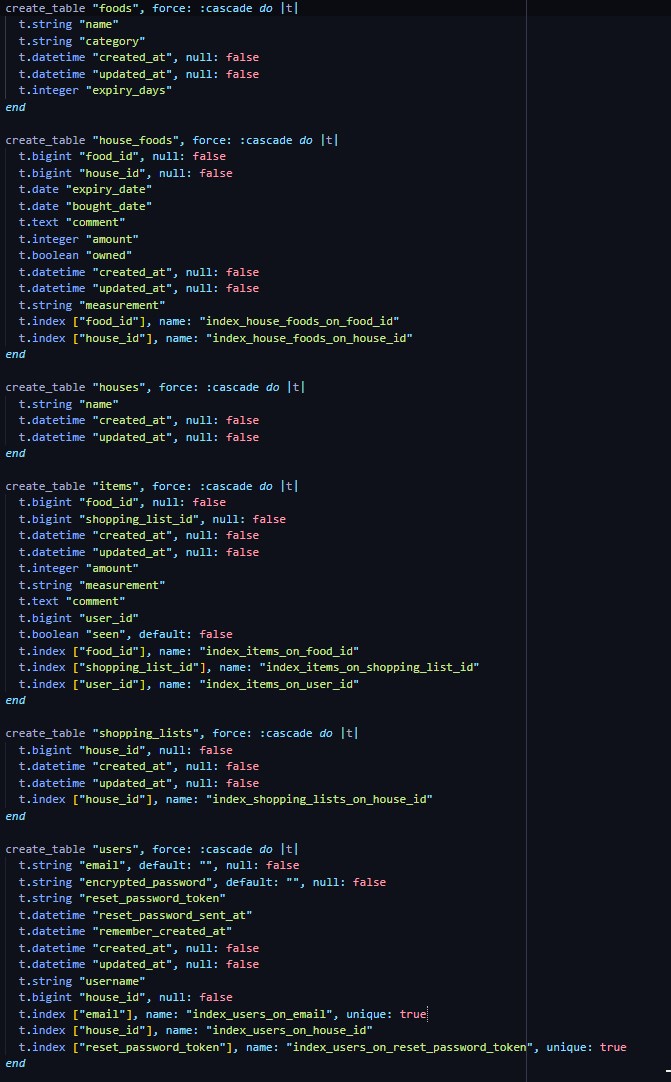 create_table "foods", force: :cascade do |t|
  t.string "name"
  t.string "category"
  t.datetime "created_at", null: false
  t.datetime "updated_at", null: false
  t.integer "expiry_days"
end

create_table "house_foods", force: :cascade do |t|
  t.bigint "food_id", null: false
  t.bigint "house_id", null: false
  t.date "expiry_date"
  t.date "bought_date"
  t.text "comment"
  t.integer "amount"
  t.boolean "owned"
  t.datetime "created_at", null: false
  t.datetime "updated_at", null: false
  t.string "measurement"
  t.index ["food_id"], name: "index_house_foods_on_food_id"
  t.index ["house_id"], name: "index_house_foods_on_house_id"
end

create_table "houses", force: :cascade do |t|
  t.string "name"
  t.datetime "created_at", null: false
  t.datetime "updated_at", null: false
end

create_table "items", force: :cascade do |t|
  t.bigint "food_id", null: false
  t.bigint "shopping_list_id", null: false
  t.datetime "created_at", null: false
  t.datetime "updated_at", null: false
  t.integer "amount"
  t.string "measurement"
  t.text "comment"
  t.bigint "user_id"
  t.boolean "seen", default: false
  t.index ["food_id"], name: "index_items_on_food_id"
  t.index ["shopping_list_id"], name: "index_items_on_shopping_list_id"
  t.index ["user_id"], name: "index_items_on_user_id"
end

create_table "shopping_lists", force: :cascade do |t|
  t.bigint "house_id", null: false
  t.datetime "created_at", null: false
  t.datetime "updated_at", null: false
  t.index ["house_id"], name: "index_shopping_lists_on_house_id"
end

create_table "users", force: :cascade do |t|
  t.string "email", default: "", null: false
  t.string "encrypted_password", default: "", null: false
  t.string "reset_password_token"
  t.datetime "reset_password_sent_at"
  t.datetime "remember_created_at"
  t.datetime "created_at", null: false
  t.datetime "updated_at", null: false
  t.string "username"
  t.bigint "house_id", null: false
  t.index ["email"], name: "index_users_on_email", unique: true
  t.index ["house_id"], name: "index_users_on_house_id"
  t.index ["reset_password_token"], name: "index_users_on_reset_password_token", unique: true
end